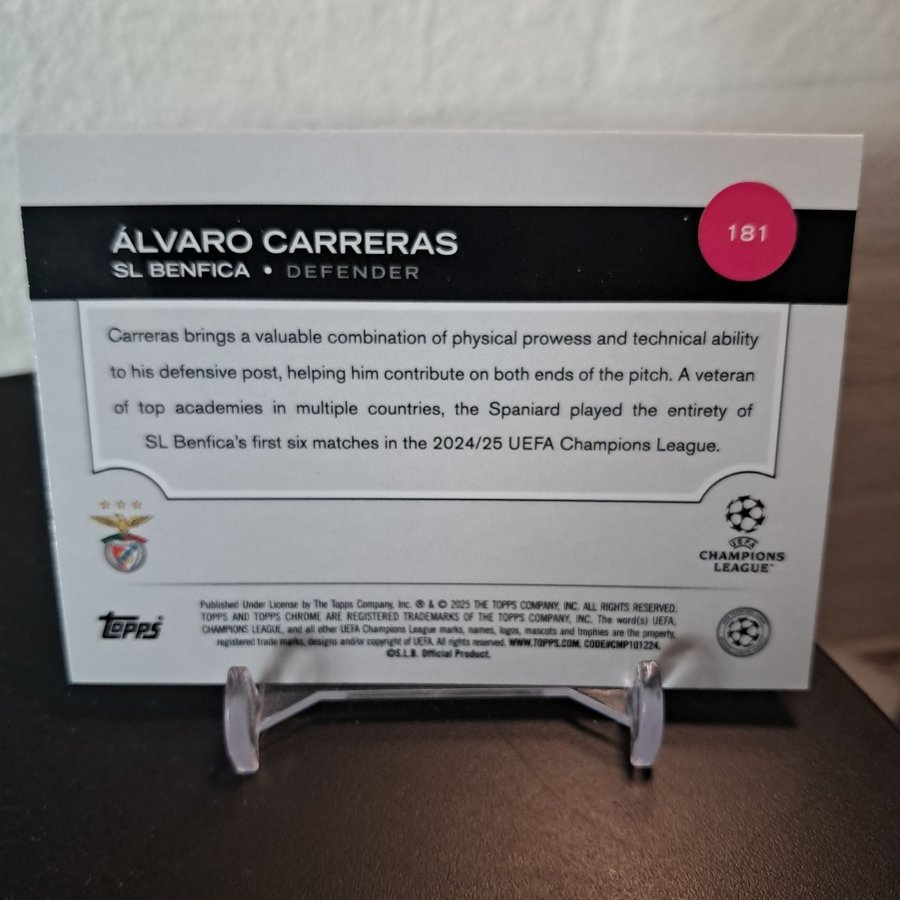 ÁLVARO CARRERAS
181
SL BENFICA • DEFENDER
Carreras brings a valuable combination of physical prowess and technical ability
to his defensive post, helping him contribute on both ends of the pitch. A veteran
of top academies in multiple countries, the Spaniard played the entirety of
SL Benfica's first six matches in the 2024/25 UEFA Champions League.
UEFA
CHAMPIONS
LEAGUE
Topps
Published Under License by The Topps Company, Inc. ® & © 2025 THE TOPPS COMPANY, INC. ALL RIGHTS RESERVED.
TOPPS AND TOPPS CHROME ARE REGISTERED TRADEMARKS OF THE TOPPS COMPANY, INC. The word(s) UEFA,
CHAMPIONS LEAGUE, and all other UEFA Champions League marks, names, logos, mascots and trophies are the property,
registered trade marks, designs and/or copyright of UEFA. All rights reserved. WWW.TOPPS.COM. CODE#CMP101224.
©S.L.B. Official Product.